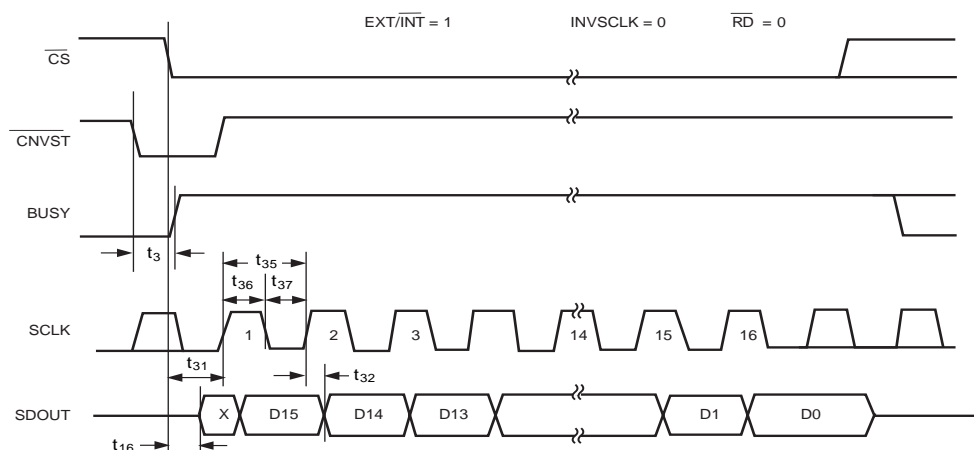 EXT/INT = 1 INVSCLK = 0 RD = 0
CS
CNVST
BUSY
t3
t35
t36 t37
SCLK 1 2 3 14 15 16
t31
t32
SDOUT X D15 D14 D13 D1 D0
t16